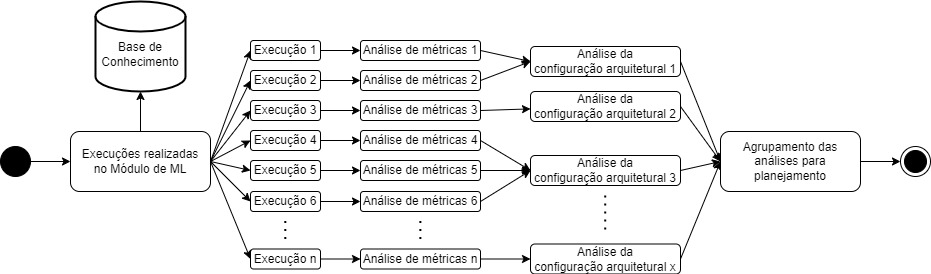 Base de
Conhecimento
Execuções realizadas
no Módulo de ML
Execução 1
Análise de métricas 1
Execução 2
Análise de métricas 2
Análise da
configuração arquitetural 1
Execução 3
Análise de métricas 3
Análise da
configuração arquitetural 2
Execução 4
Análise de métricas 4
Execução 5
Análise de métricas 5
Execução 6
Análise de métricas 6
Análise da
configuração arquitetural 3
Execução n
Análise de métricas n
Análise da
configuração arquitetural x
Agrupamento das
análises para
planejamento